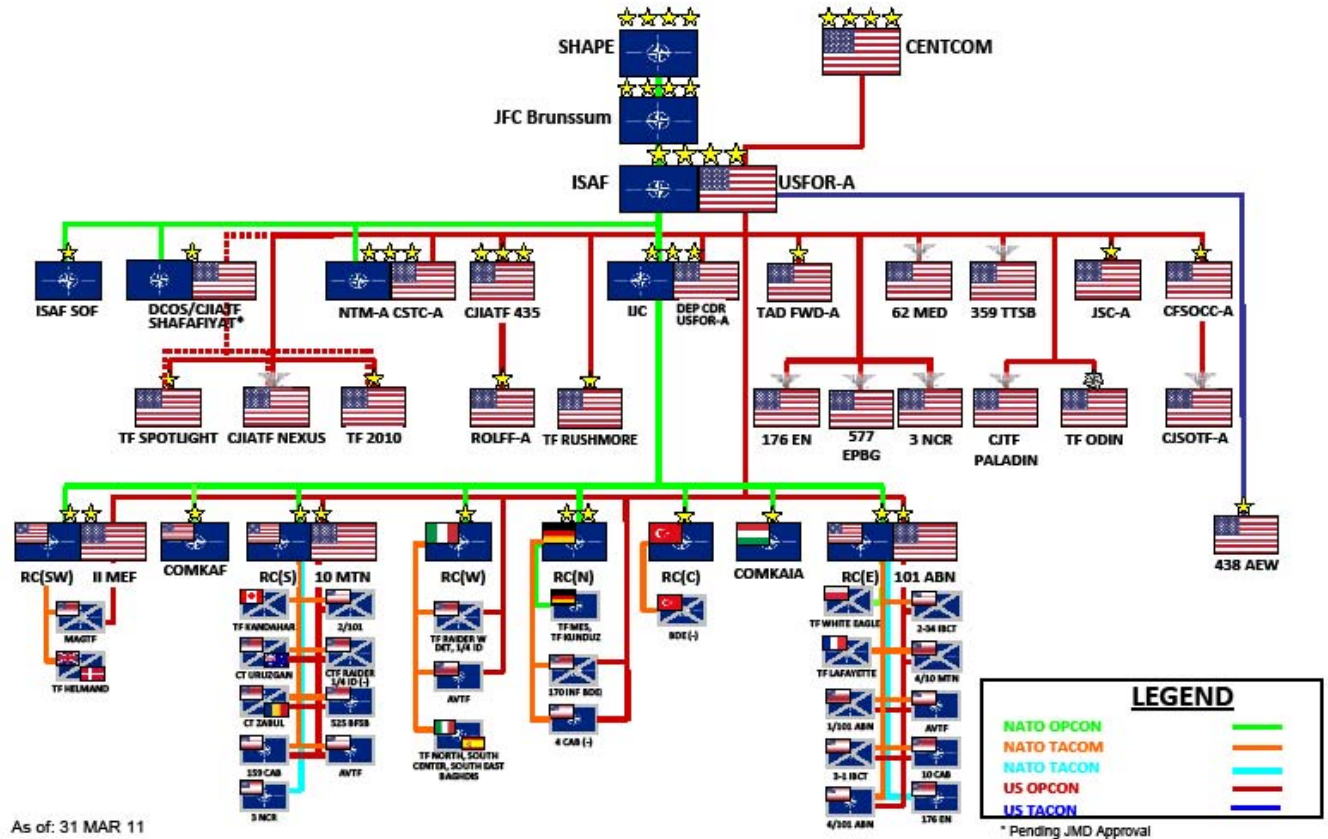 SHAPE
CENTCOM
JFC Brunssum
ISAF
USFOR-A
ISAF SOF
DCOS/CJIATF
SHAFAFIYAT*
NTM-A CSTC-A
CJIATF 435
IJC
DEP CDR
USFOR-A
TAD FWD-A
62 MED
359 TTSB
JSC-A
CFSOCC-A
TF SPOTLIGHT
CJIATF NEXUS
TF 2010
ROLFF-A
TF RUSHMORE
176 EN
577
EPBG
3 NCR
CJTF
PALADIN
TF ODIN
CJSOTF-A
438 AEW
RC(SW)
II MEF
COMKAF
RC(S)
10 MTN
RC(W)
RC(N)
RC(C)
COMKAIA
RC(E)
101 ABN
MAGTF
TF HELMAND
TF KANDAHAR
2/101
CT URUZGAN
CTF RAIDER
1/4 ID (-)
CT ZABUL
525 BFSB
159 CAB
AVTF
3 NCR
TF RAIDER W
DET, 1/4 ID
AVTF
TF NORTH, SOUTH
CENTER, SOUTH EAST
BAGHDIS
TF MES,
TF KUNDUZ
170 INF BDE
4 CAB (-)
BDE (-)
TF WHITE EAGLE
2-34 IBCT
TF LAFAYETTE
4/10 MTN
1/101 ABN
AVTF
3-1 IBCT
10 CAB
4/101 ABN
176 EN
LEGEND
NATO OPCON
NATO TACOM
NATO TACON
US OPCON
US TACON
* Pending JMD Approval
As of: 31 MAR 11